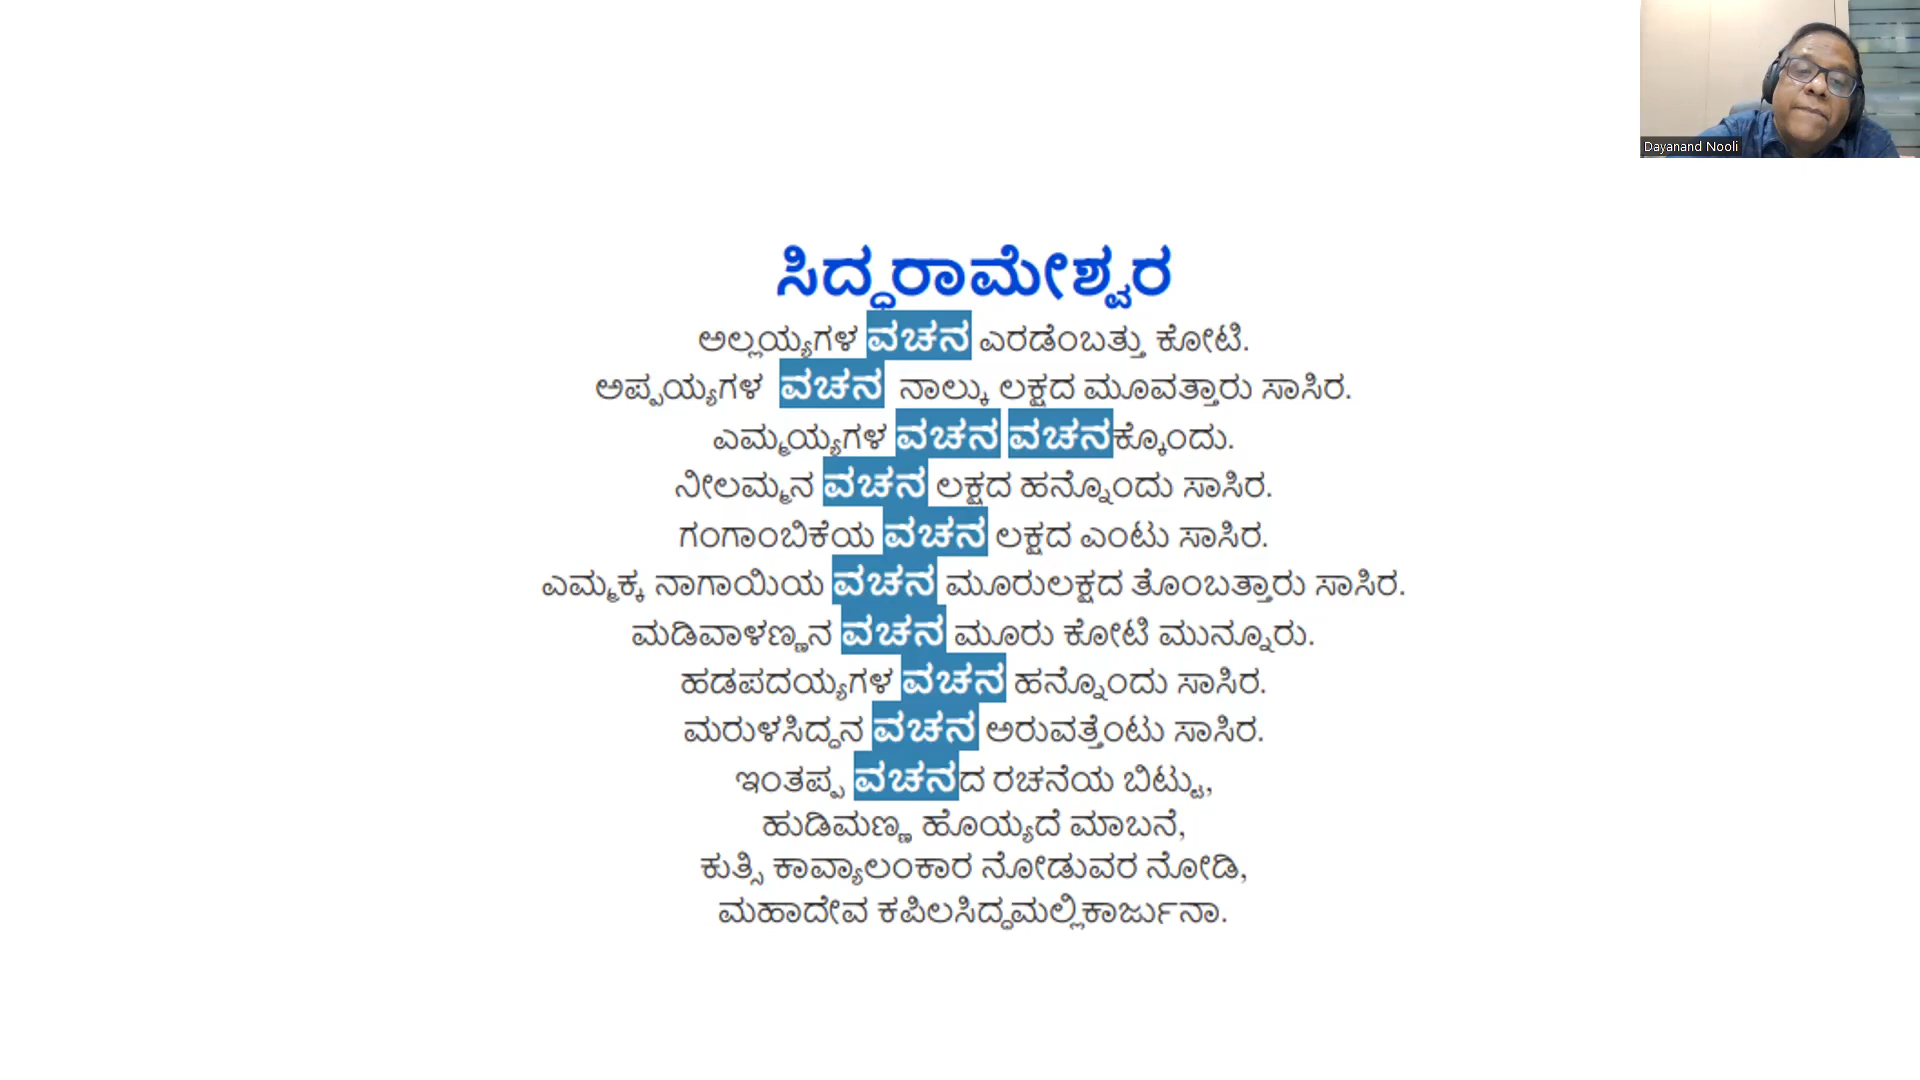 Dayanand Nooli
ಸಿದ್ಧರಾಮೇಶ್ವರ
ಅಲ್ಲಯ್ಯಗಳ ವಚನ ಎರಡೆಂಬತ್ತು ಕೋಟಿ.
ಅಪ್ಪಯ್ಯಗಳ ವಚನ ನಾಲ್ಕು ಲಕ್ಷದ ಮೂವತ್ತಾರು ಸಾಸಿರ.
ಎಮ್ಮಯ್ಯಗಳ ವಚನ ವಚನಕ್ಕೊಂದು.
ನೀಲಮ್ಮನ ವಚನ ಲಕ್ಷದ ಹನ್ನೊಂದು ಸಾಸಿರ.
ಗಂಗಾಂಬಿಕೆಯ ವಚನ ಲಕ್ಷದ ಎಂಟು ಸಾಸಿರ.
ಎಮ್ಮಕ್ಕ ನಾಗಾಯಿಯ ವಚನ ಮೂರುಲಕ್ಷದ ತೊಂಬತ್ತಾರು ಸಾಸಿರ.
ಮಡಿವಾಳಣ್ಣನ ವಚನ ಮೂರು ಕೋಟಿ ಮುನ್ನೂರು.
ಹಡಪದಯ್ಯಗಳ ವಚನ ಹನ್ನೊಂದು ಸಾಸಿರ.
ಮರುಳಸಿದ್ಧನ ವಚನ ಅರುವತ್ತೆಂಟು ಸಾಸಿರ.
ಇಂತಪ್ಪ ವಚನದ ರಚನೆಯ ಬಿಟ್ಟು,
ಹುಡಿಮಣ್ಣ ಹೊಯ್ಯದೆ ಮಾಬನೆ,
ಕುತ್ಸಿ ಕಾವ್ಯಾಲಂಕಾರ ನೋಡುವರ ನೋಡಿ,
ಮಹಾದೇವ ಕಪಿಲಸಿದ್ಧಮಲ್ಲಿಕಾರ್ಜುನಾ.